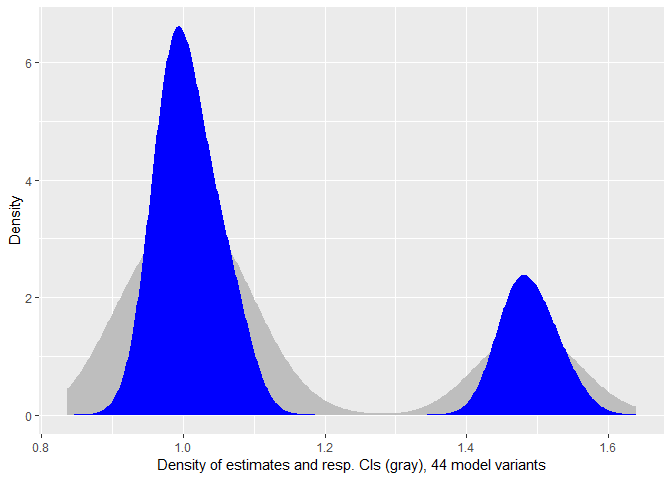 6
4
2
0
Density
0.8 1.0 1.2 1.4 1.6
Density of estimates and resp. CIs (gray), 44 model variants